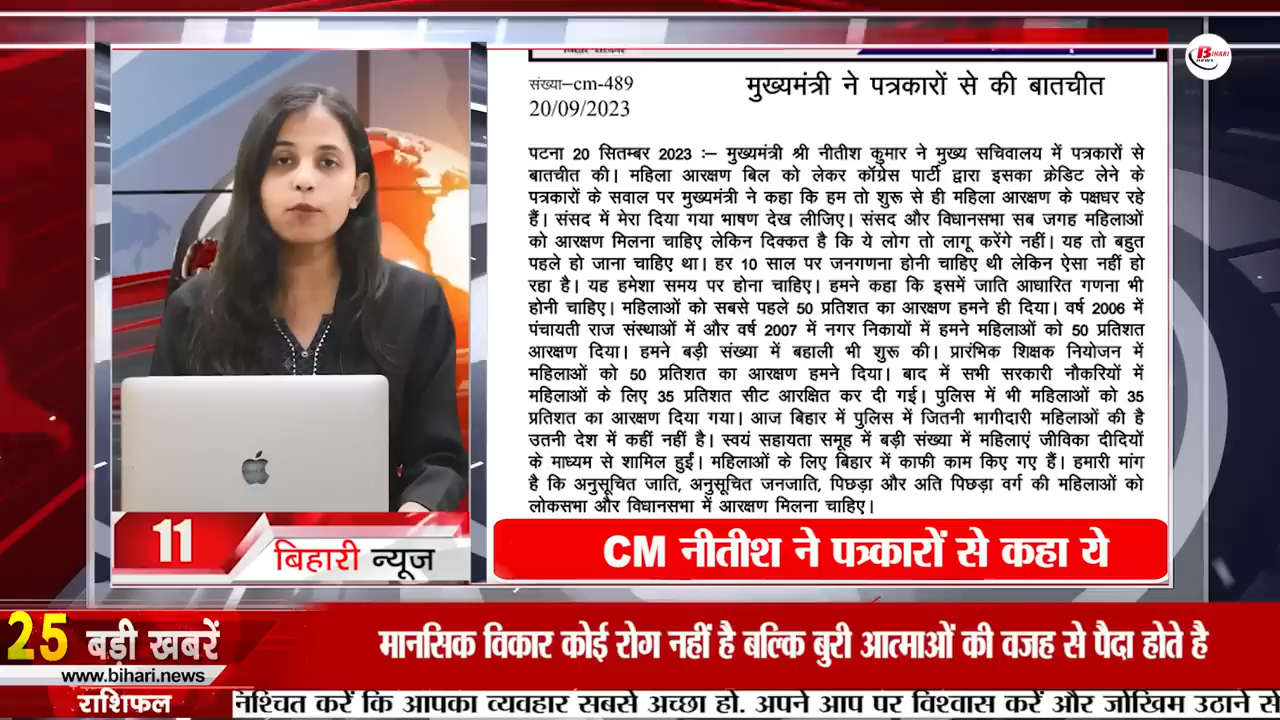 BIHARI
news
संख्या–cm-489
मुख्यमंत्री ने पत्रकारों से की बातचीत
20/09/2023
पटना 20 सितम्बर 2023 :– मुख्यमंत्री श्री नीतीश कुमार ने मुख्य सचिवालय में पत्रकारों से
बातचीत की। महिला आरक्षण बिल को लेकर कॉंग्रेस पार्टी द्वारा इसका क्रेडिट लेने के
पत्रकारों के सवाल पर मुख्यमंत्री ने कहा कि हम तो शुरू से ही महिला आरक्षण के पक्षधर रहे
हैं। संसद में मेरा दिया गया भाषण देख लीजिए। संसद और विधानसभा सब जगह महिलाओं
को आरक्षण मिलना चाहिए लेकिन दिक्कत है कि ये लोग तो लागू करेंगे नहीं। यह तो बहुत
पहले हो जाना चाहिए था। हर 10 साल पर जनगणना होनी चाहिए थी लेकिन ऐसा नहीं हो
रहा है। यह हमेशा समय पर होना चाहिए। हमने कहा कि इसमें जाति आधारित गणना भी
होनी चाहिए। महिलाओं को सबसे पहले 50 प्रतिशत का आरक्षण हमने ही दिया। वर्ष 2006 में
पंचायती राज संस्थाओं में और वर्ष 2007 में नगर निकायों में हमने महिलाओं को 50 प्रतिशत
आरक्षण दिया। हमने बड़ी संख्या में बहाली भी शुरू की। प्रारंभिक शिक्षक नियोजन में
महिलाओं को 50 प्रतिशत का आरक्षण हमने दिया। बाद में सभी सरकारी नौकरियों में
महिलाओं के लिए 35 प्रतिशत सीट आरक्षित कर दी गई। पुलिस में भी महिलाओं को 35
प्रतिशत का आरक्षण दिया गया। आज बिहार में पुलिस में जितनी भागीदारी महिलाओं की है
उतनी देश में कहीं नहीं है। स्वयं सहायता समूह में बड़ी संख्या में महिलाएं जीविका दीदियों
के माध्यम से शामिल हुईं। महिलाओं के लिए बिहार में काफी काम किए गए हैं। हमारी मांग
है कि अनुसूचित जाति, अनुसूचित जनजाति, पिछड़ा और अति पिछड़ा वर्ग की महिलाओं को
लोकसभा और विधानसभा में आरक्षण मिलना चाहिए।
11
बिहारी न्यूज
CM नीतीश ने पत्रकारों से कहा ये
25 बड़ी खबरें
www.bihari.news
मानसिक विकार कोई रोग नहीं है बल्कि बुरी आत्माओं की वजह से पैदा होते है
राशिफल
निश्चित करें कि आपका व्यवहार सबसे अच्छा हो. अपने आप पर विश्वास करें और जोखिम उठाने से